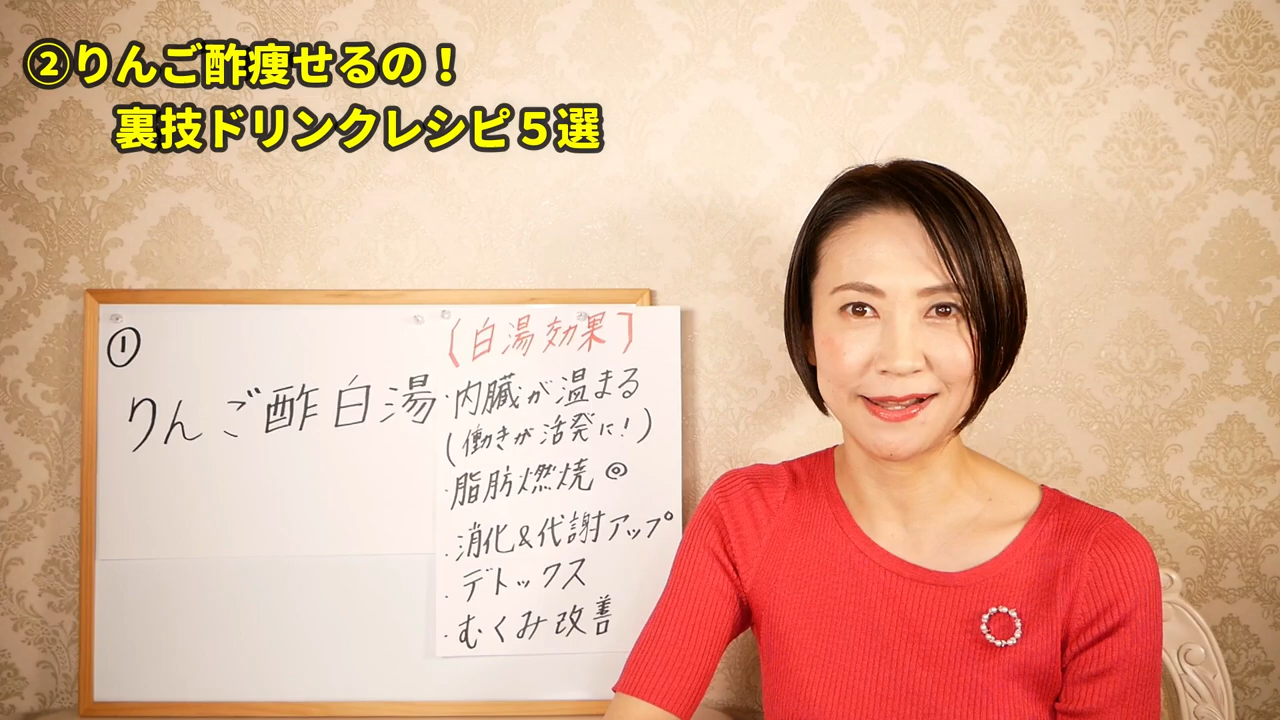 ②りんご酢痩せるの！
裏技ドリンクレシピ５選
①
りんご酢白湯
〔白湯効果〕
・内臓が温まる
(働きが活発に！)
・脂肪燃焼◎
・消化&代謝アップ
・デトックス
・むくみ改善